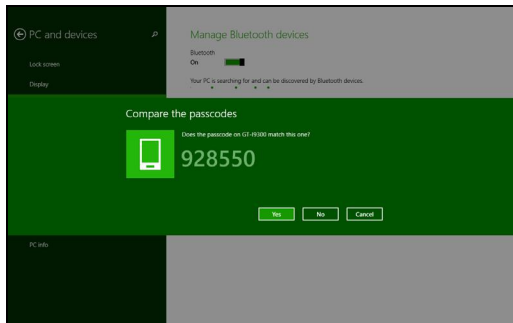 PC and devices
Manage Bluetooth devices
Bluetooth
On
Lock screen
Your PC is searching for and can be discovered by Bluetooth devices.
Display
Compare the passcodes
Does the passcode on GT-I9300 match this one?
928550
Yes No Cancel
PC info